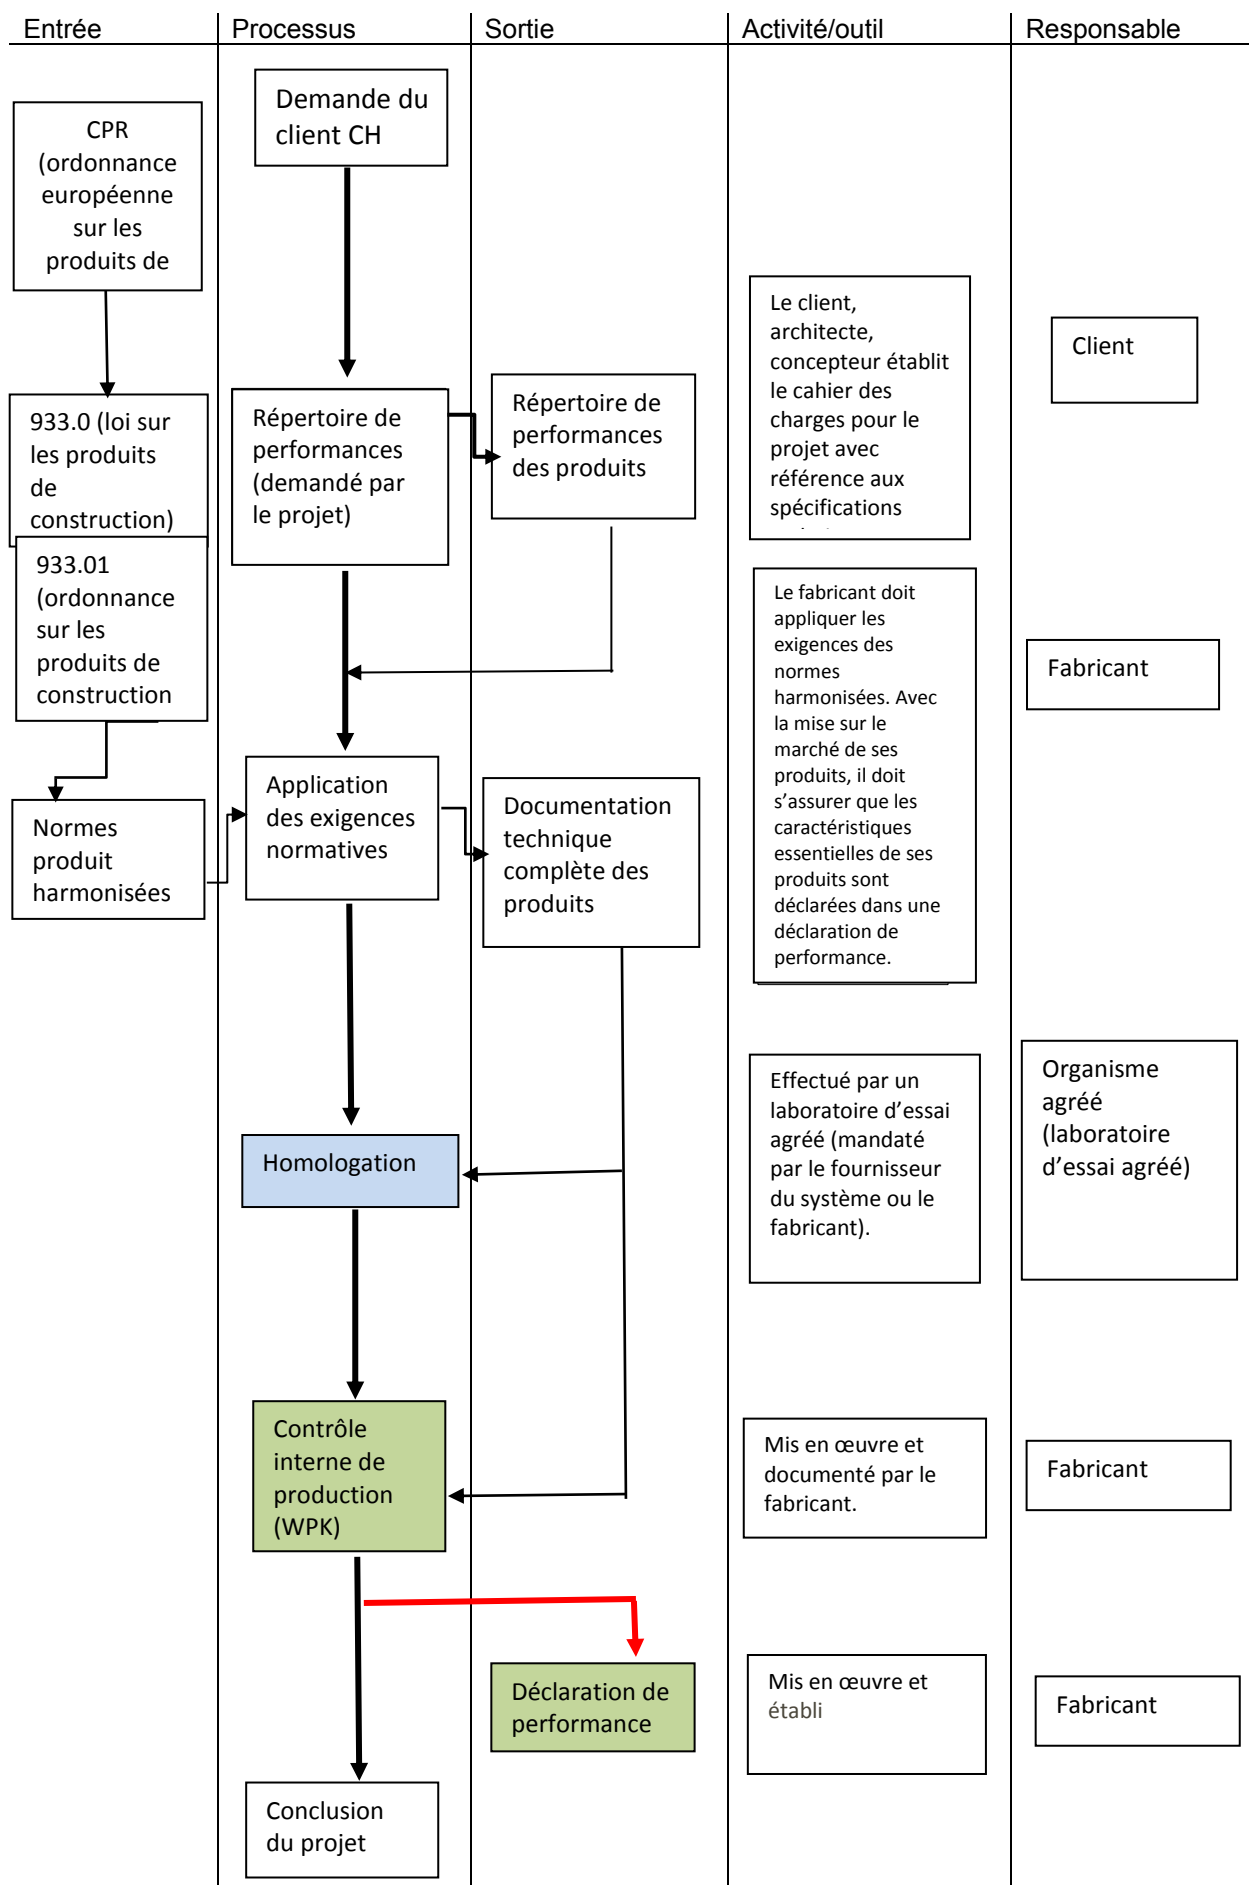 Entrée
Processus
Sortie
Activité/outil
Responsable
Demande du
client CH
CPR
(ordonnance
européenne
sur les
produits de
Le client,
architecte,
concepteur établit
le cahier des
charges pour le
projet avec
référence aux
spécifications
Client
933.0 (loi sur
les produits
de
construction)
Répertoire de
performances
(demandé par
le projet)
Répertoire de
performances
des produits
933.01
(ordonnance
sur les
produits de
construction
Le fabricant doit
appliquer les
exigences des
normes
harmonisées. Avec
la mise sur le
marché de ses
produits, il doit
s’assurer que les
caractéristiques
essentielles de ses
produits sont
déclarées dans une
déclaration de
performance.
Fabricant
Normes
produit
harmonisées
Application
des exigences
normatives
Documentation
technique
complète des
produits
Homologation
Effectué par un
laboratoire d’essai
agréé (mandaté
par le fournisseur
du système ou le
fabricant).
Organisme
agréé
(laboratoire
d’essai agréé)
Contrôle
interne de
production
(WPK)
Mis en œuvre et
documenté par le
fabricant.
Fabricant
Déclaration de
performance
Mis en œuvre et
établi
Fabricant
Conclusion
du projet